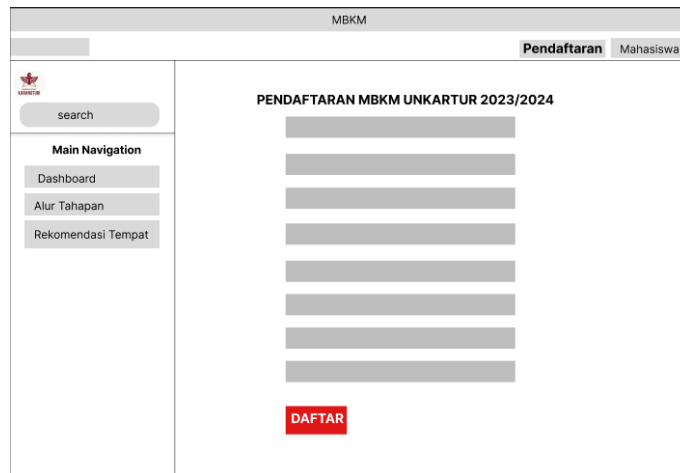 MBKM
Pendaftaran Mahasiswa
search
Main Navigation
Dashboard
Alur Tahapan
Rekomendasi Tempat
PENDAFTARAN MBKM UNKARTUR 2023/2024
DAFTAR